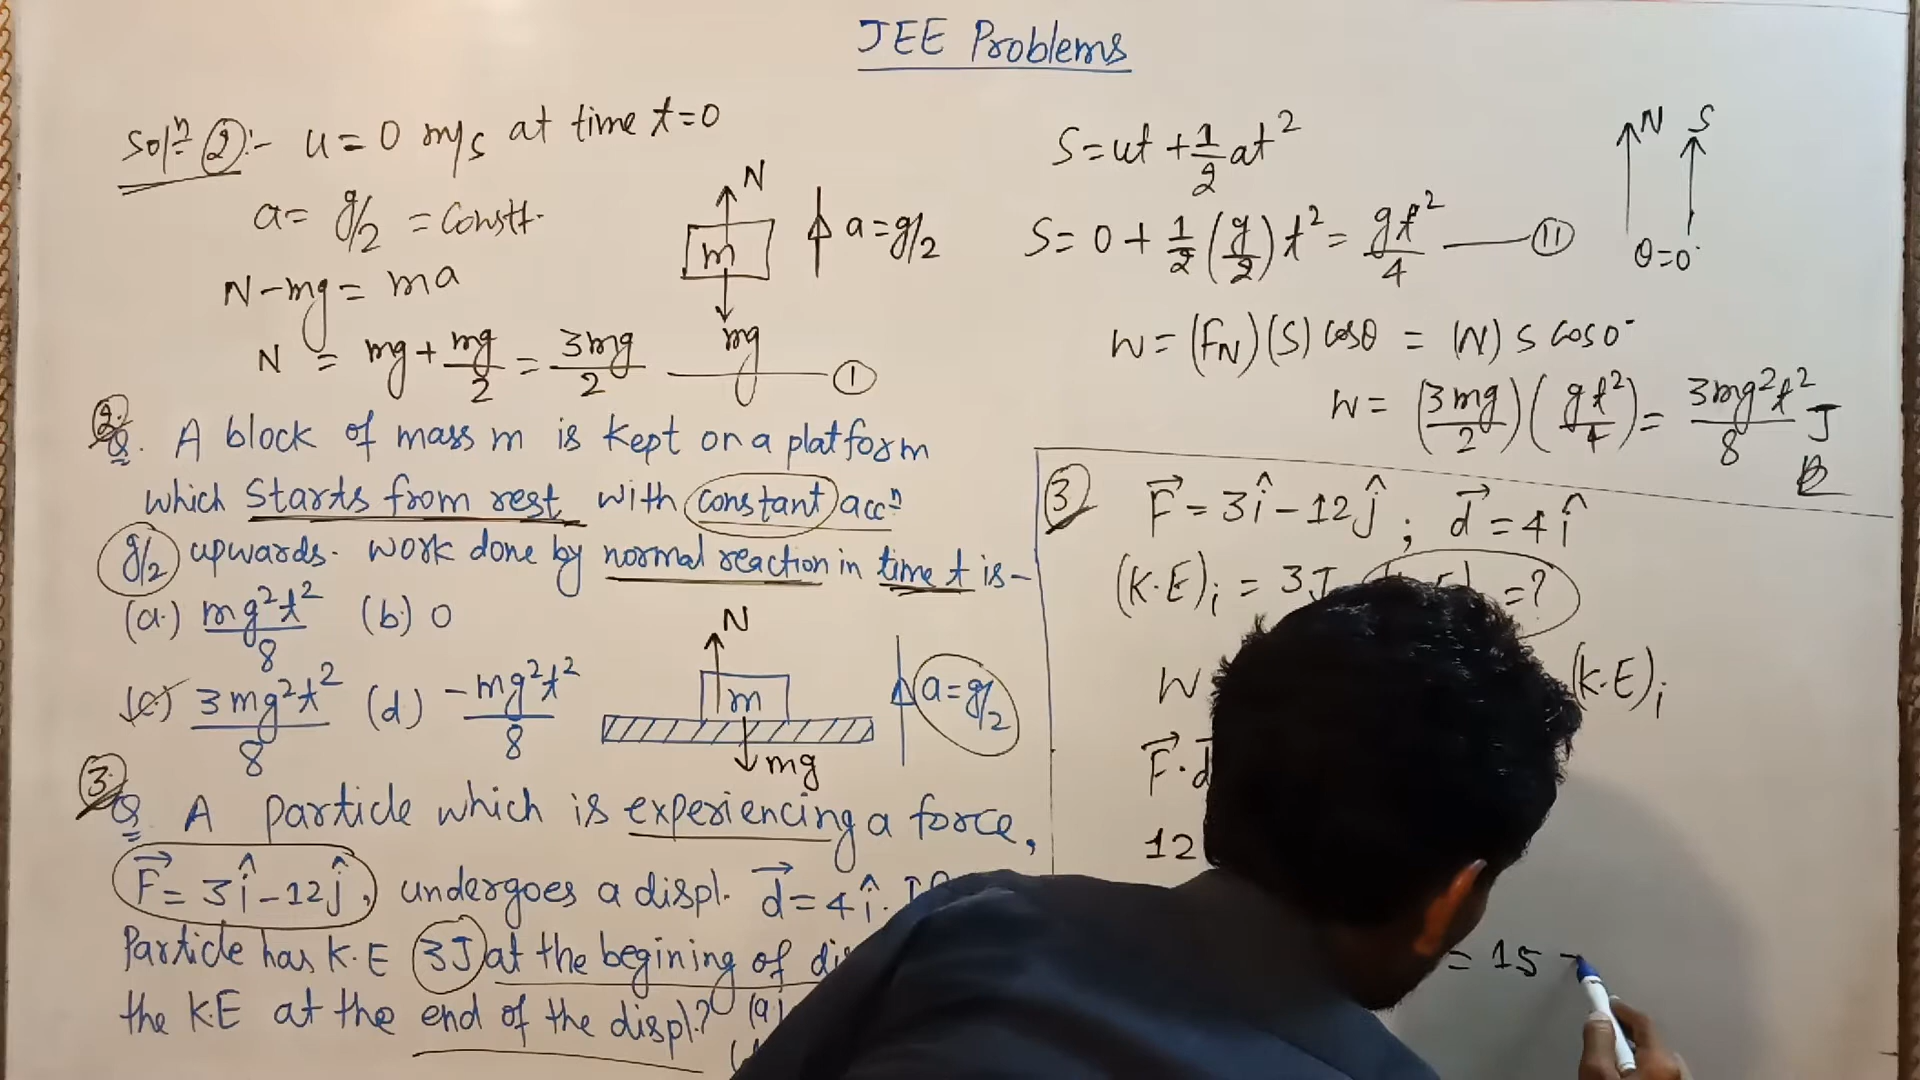 JEE Problems
Solⁿ ② :- u = 0 m/s at time t=0
a = g/2 = Constt.
N - mg = ma
N = mg + mg/2 = 3mg/2 —— ①
N
m
mg
a = g/2
S = ut + 1/2 at²
S = 0 + 1/2 (g/2) t² = gt²/4 —— ⑪
N S
θ=0°
W = (FN) (S) cosθ = (N) S cos0°
W = (3mg/2) (gt²/4) = 3mg²t²/8 J
2.
Q. A block of mass m is kept on a platform
which starts from rest with constant accⁿ
g/2 upwards. Work done by normal reaction in time t is -
(a.) mg²t²/8 (b.) 0
(c) 3mg²t²/8 (d.) -mg²t²/8
N
m
mg
a = g/2
3.
Q A Particle which is experiencing a force,
F⃗ = 3î - 12ĵ, undergoes a displ. d⃗ = 4î.
Particle has K.E 3J at the begining of
the K.E at the end of the displ.?
3 F⃗ = 3î - 12ĵ ; d⃗ = 4î
(K.E)i = 3J =?
W (K.E)i
F⃗.d⃗
12
= 15